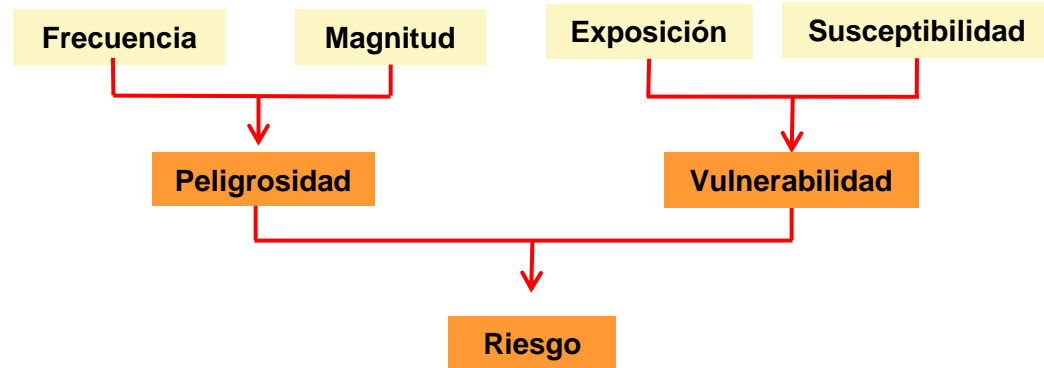 Frecuencia
Magnitud
Exposición
Susceptibilidad
Peligrosidad
Vulnerabilidad
Riesgo